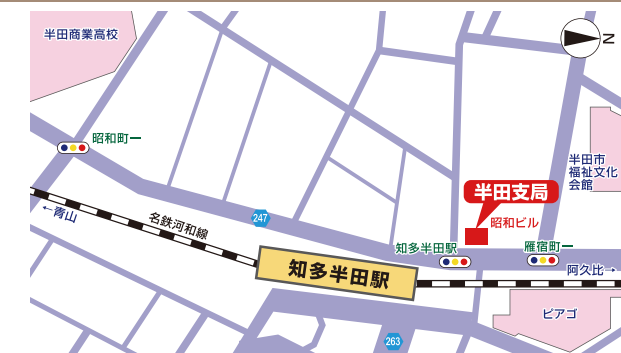 半田商業高校
N
昭和町一
半田市
福祉文化
会館
半田支局
昭和ビル
←青山
名鉄河和線
247
知多半田駅
雁宿町一
知多半田駅
阿久比→
ピアゴ
263